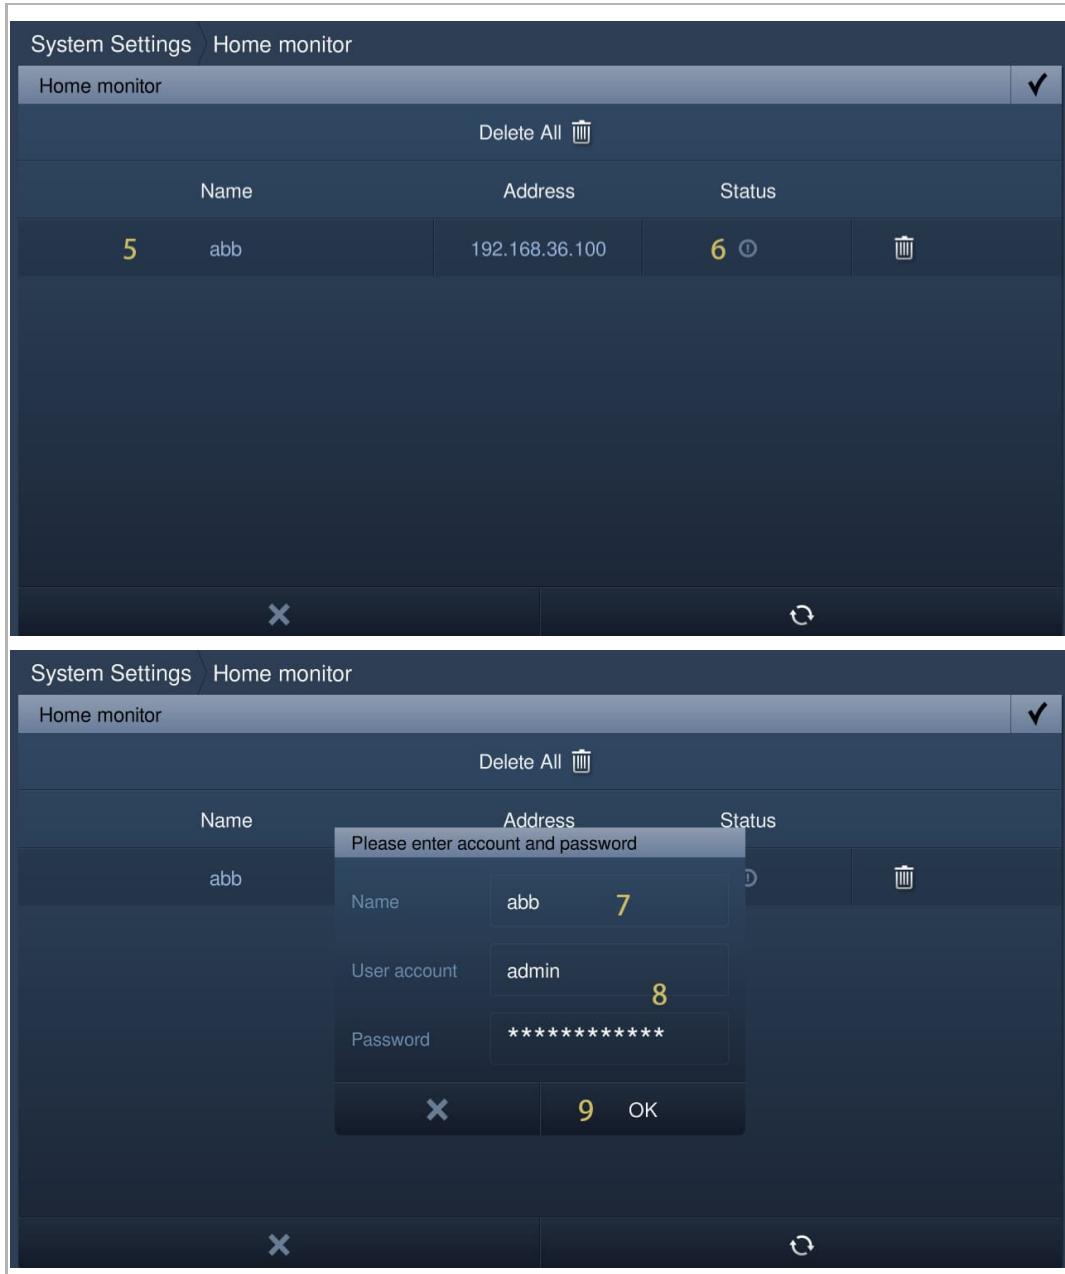 System Settings Home monitor
Home monitor
Delete All
Name Address Status
5 abb 192.168.36.100 6
System Settings Home monitor
Home monitor
Delete All
Name Address Status
Please enter account and password
abb
Name abb 7
User account admin
8
Password ************
9 OK